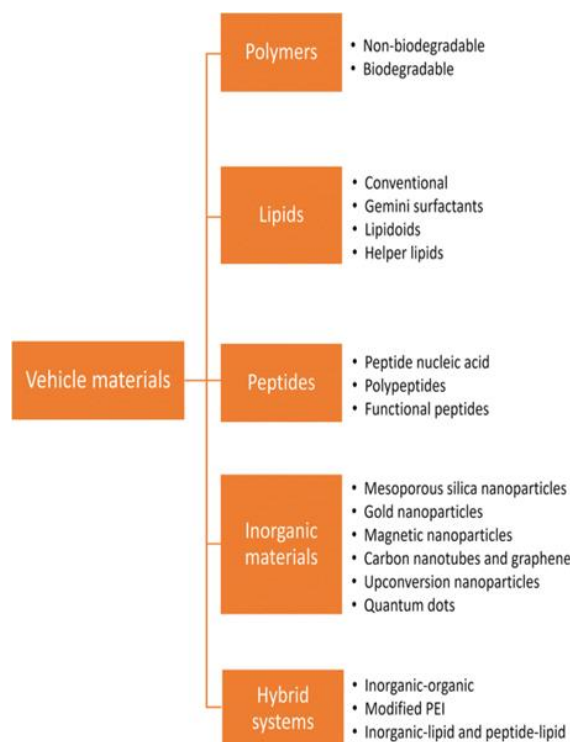 Polymers
• Non-biodegradable
• Biodegradable
Lipids
• Conventional
• Gemini surfactants
• Lipidoids
• Helper lipids
Vehicle materials
Peptides
• Peptide nucleic acid
• Polypeptides
• Functional peptides
Inorganic
materials
• Mesoporous silica nanoparticles
• Gold nanoparticles
• Magnetic nanoparticles
• Carbon nanotubes and graphene
• Upconversion nanoparticles
• Quantum dots
Hybrid
systems
• Inorganic-organic
• Modified PEI
• Inorganic-lipid and peptide-lipid